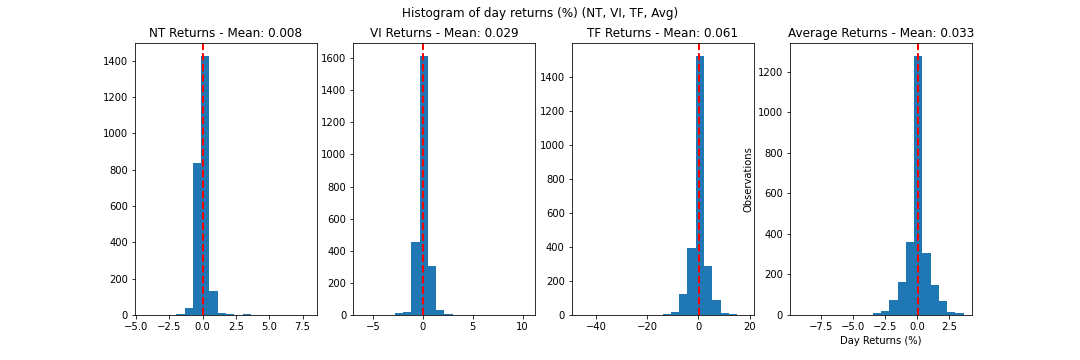 Histogram of day returns (%) (NT, VI, TF, Avg)
NT Returns - Mean: 0.008
VI Returns - Mean: 0.029
TF Returns - Mean: 0.061
Average Returns - Mean: 0.033
1400
1200
1000
800
600
400
200
0
−5.0 −2.5 0.0 2.5 5.0 7.5
1600
1400
1200
1000
800
600
400
200
0
−5 0 5 10
1400
1200
1000
800
600
400
200
0
−40 −20 0 20
Observations
1200
1000
800
600
400
200
0
−7.5 −5.0 −2.5 0.0 2.5
Day Returns (%)